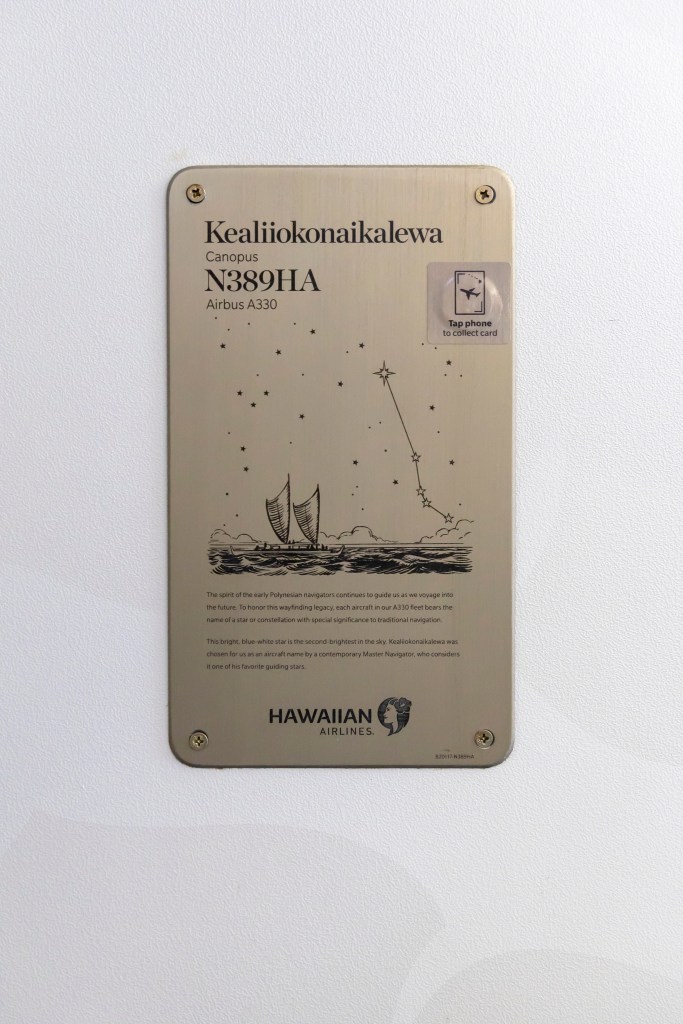 Kealiiokonaikalewa
Canopus
N389HA
Airbus A330
Tap phone
to collect card
The spirit of the early Polynesian navigators continues to guide us as we voyage into
the future. To honor this wayfinding legacy, each aircraft in our A330 fleet bears the
name of a star or constellation with special significance to traditional navigation.
This bright, blue-white star is the second-brightest in the sky. Kealiiokonaikalewa was
chosen for us as an aircraft name by a contemporary Master Navigator, who considers
it one of his favorite guiding stars.
HAWAIIAN
AIRLINES.